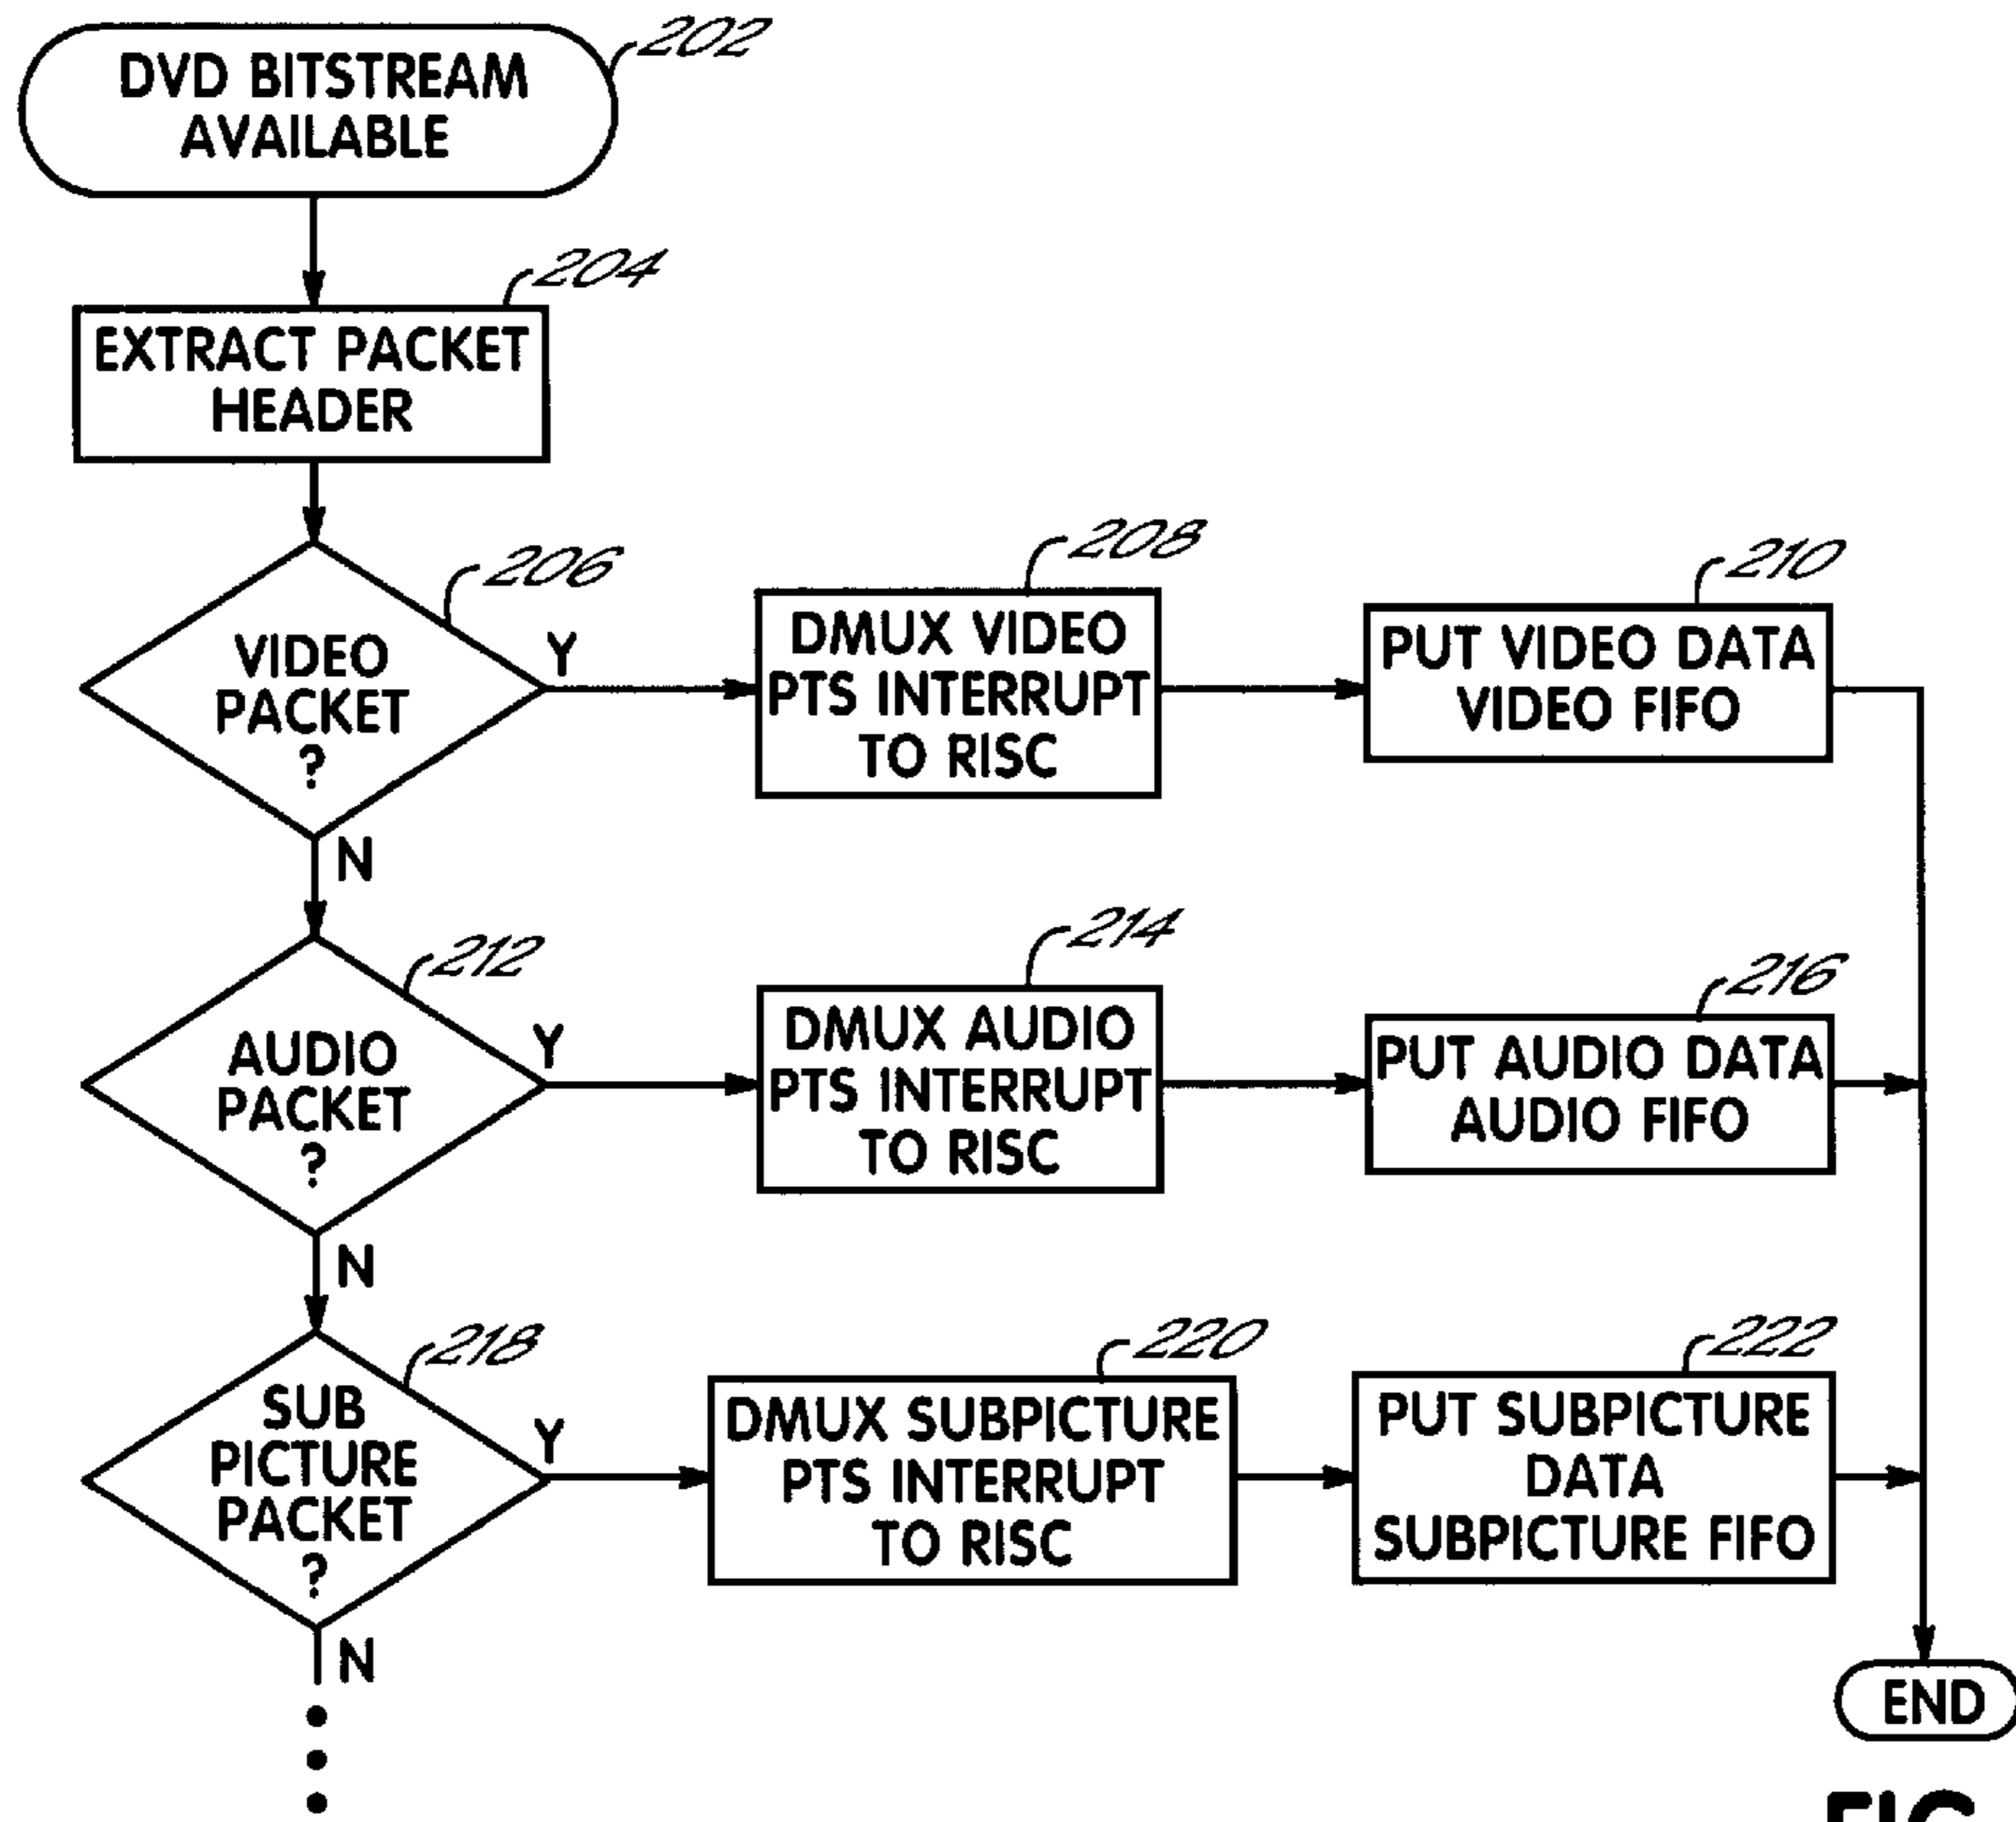 202
DVD BITSTREAM
AVAILABLE
204
EXTRACT PACKET
HEADER
206
VIDEO
PACKET
?
Y
N
208
DMUX VIDEO
PTS INTERRUPT
TO RISC
210
PUT VIDEO DATA
VIDEO FIFO
212
AUDIO
PACKET
?
Y
N
214
DMUX AUDIO
PTS INTERRUPT
TO RISC
216
PUT AUDIO DATA
AUDIO FIFO
218
SUB
PICTURE
PACKET
?
Y
N
220
DMUX SUBPICTURE
PTS INTERRUPT
TO RISC
222
PUT SUBPICTURE
DATA
SUBPICTURE FIFO
END